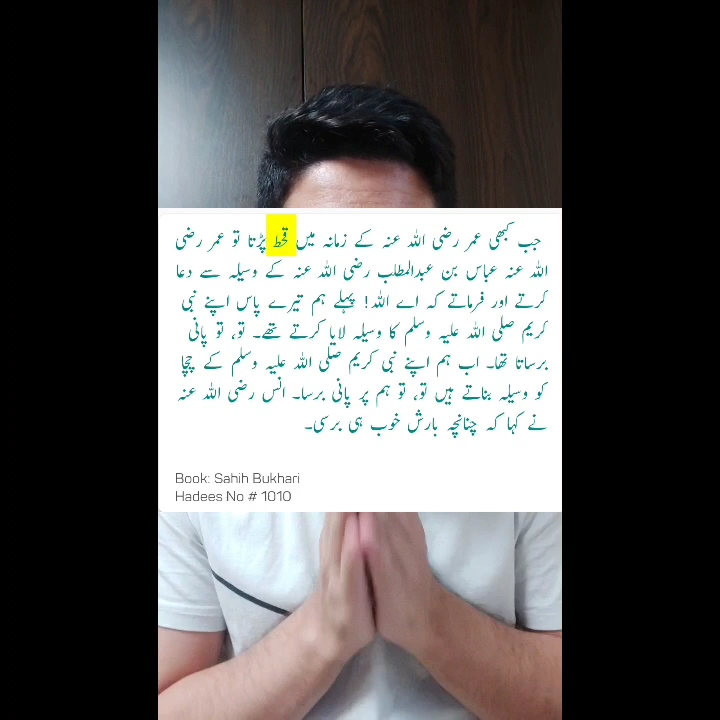 جب کبھی عمر رضی اللہ عنہ کے زمانہ میں قحط پڑتا تو عمر رضی
اللہ عنہ عباس بن عبدالمطلب رضی اللہ عنہ کے وسیلہ سے دعا
کرتے اور فرماتے کہ اے اللہ! پہلے ہم تیرے پاس اپنے نبی
کریم صلی اللہ علیہ وسلم کا وسیلہ لایا کرتے تھے۔ تو، تو پانی
برساتا تھا۔ اب ہم اپنے نبی کریم صلی اللہ علیہ وسلم کے چچا
کو وسیلہ بناتے ہیں تو، تو ہم پر پانی برسا۔ انس رضی اللہ عنہ
نے کہا کہ چنانچہ بارش خوب ہی برسی۔
Book: Sahih Bukhari
Hadees No # 1010